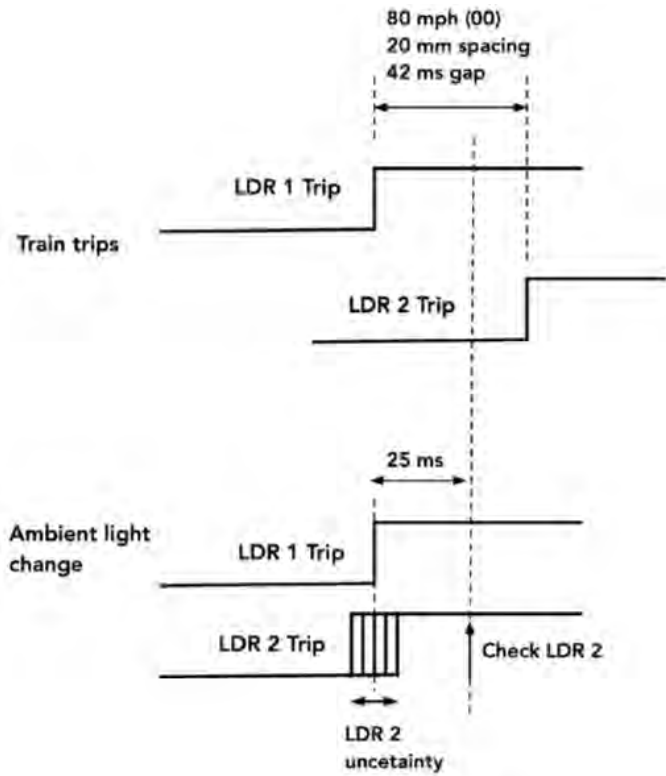 80 mph (00)
20 mm spacing
42 ms gap
LDR 1 Trip
Train trips
LDR 2 Trip
25 ms
Ambient light
change
LDR 1 Trip
LDR 2 Trip
Check LDR 2
LDR 2
uncetainty